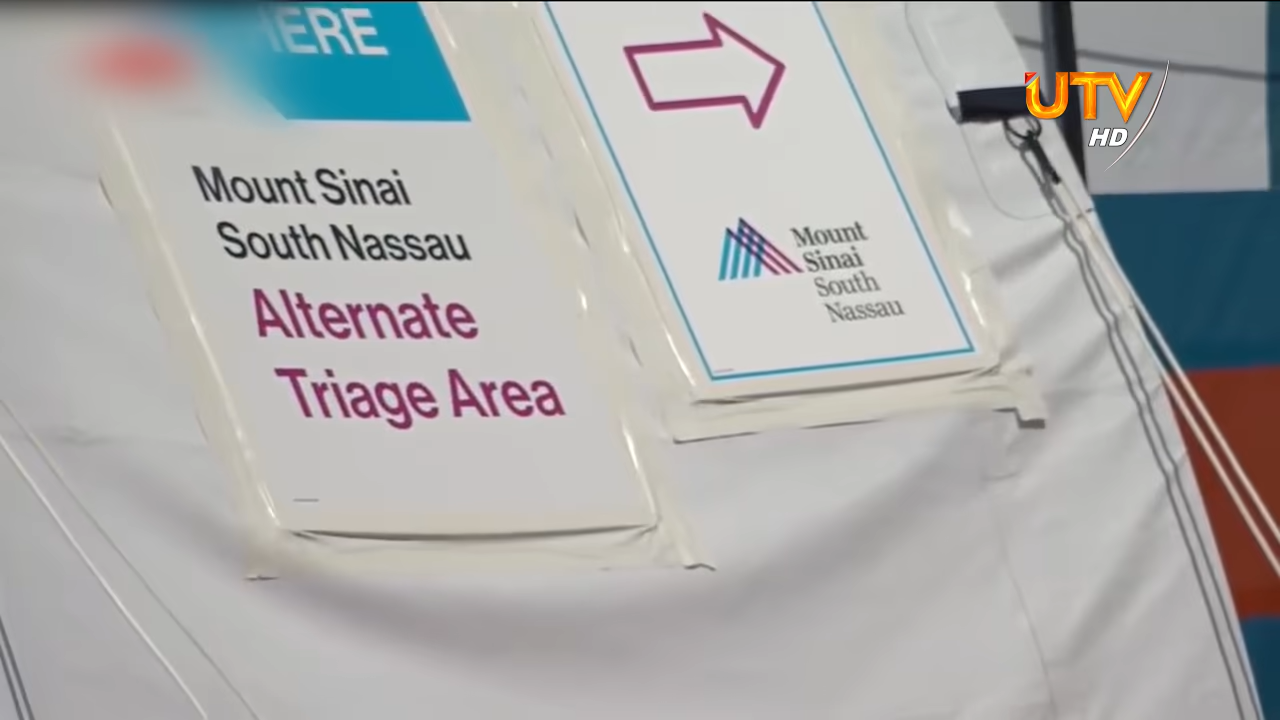 HERE
Mount Sinai
South Nassau
Alternate
Triage Area
Mount
Sinai
South
Nassau
UTV
HD